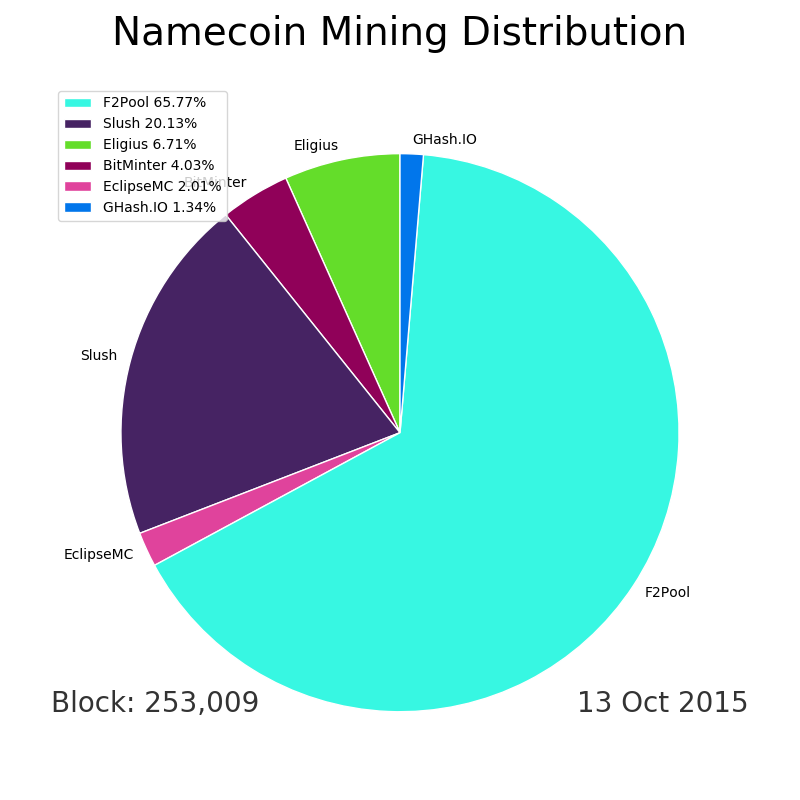 Namecoin Mining Distribution
F2Pool 65.77%
Slush 20.13%
Eligius 6.71%
BitMinter 4.03%
EclipseMC 2.01%
GHash.IO 1.34%
GHash.IO
Eligius
BitMinter
Slush
EclipseMC
F2Pool
Block: 253,009
13 Oct 2015